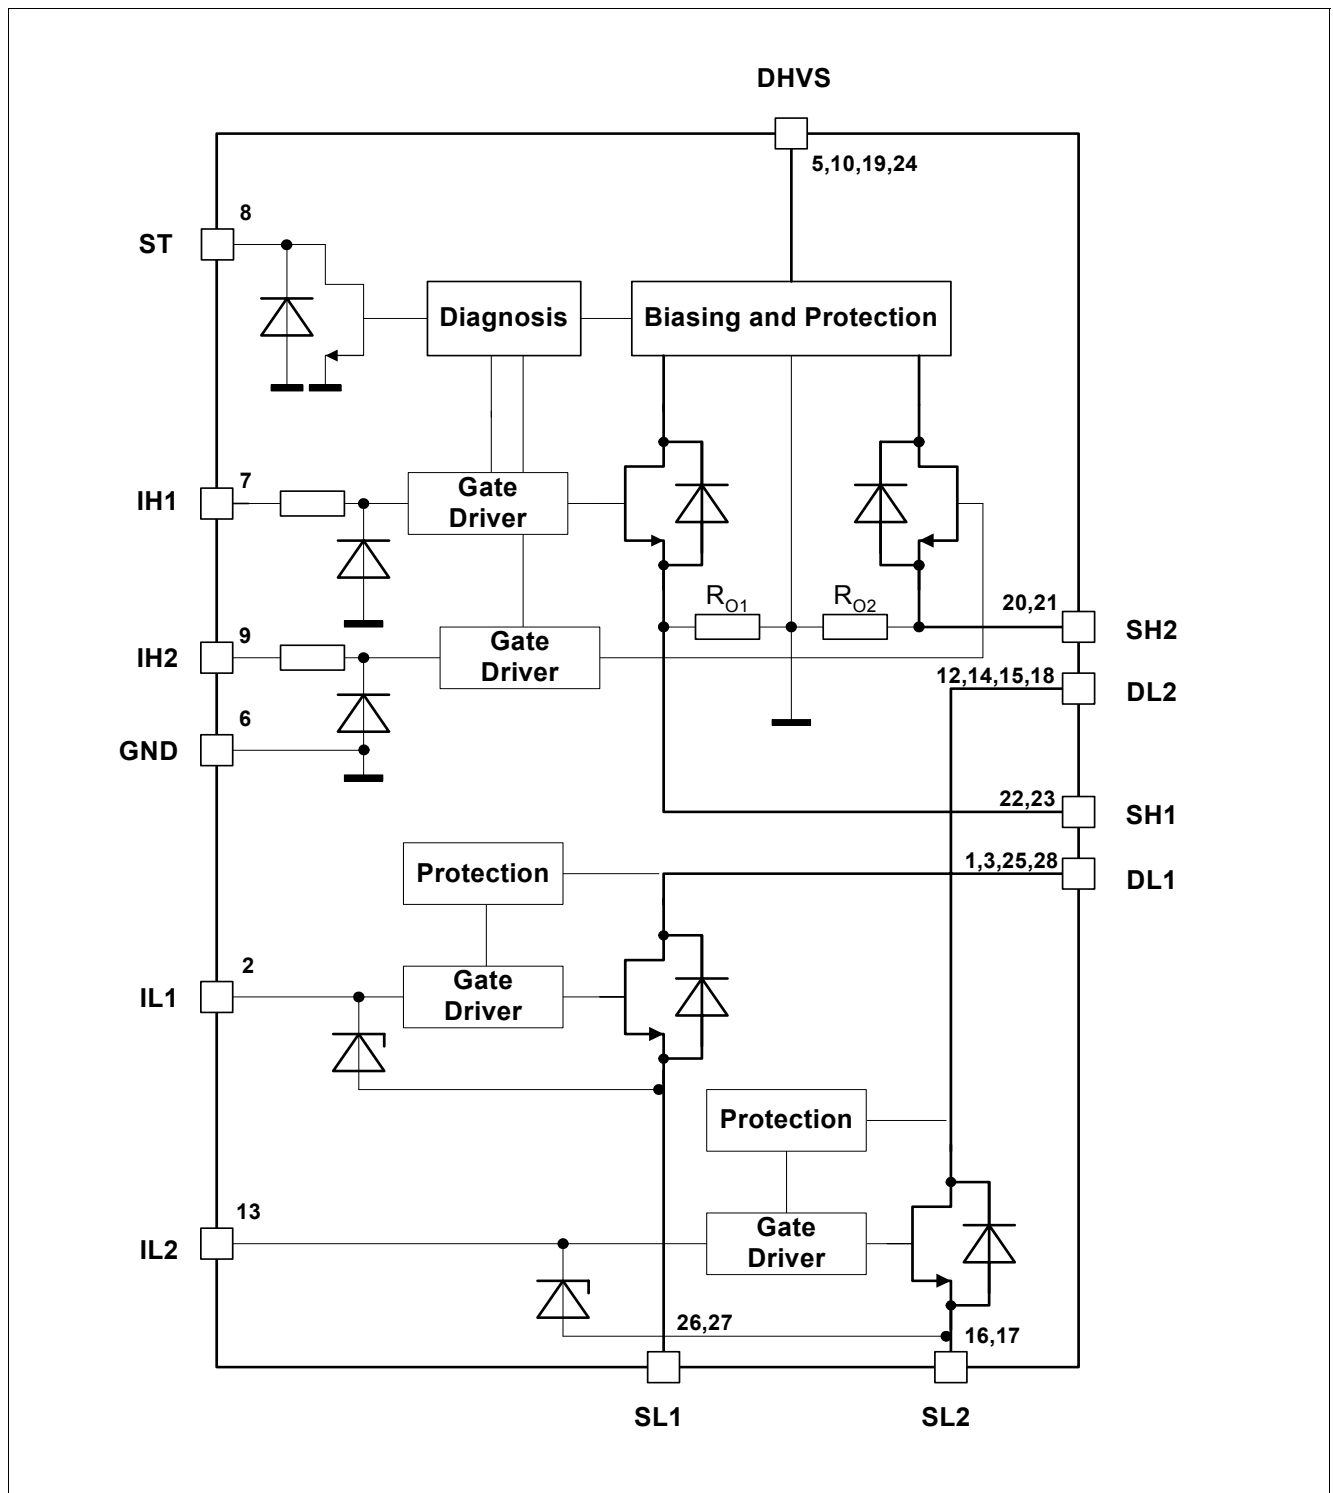 DHVS
5,10,19,24
8
ST
Diagnosis
Biasing and Protection
7
IH1
Gate
Driver
RO1
RO2
20,21
SH2
9
IH2
Gate
Driver
12,14,15,18
DL2
6
GND
22,23
SH1
Protection
1,3,25,28
DL1
2
IL1
Gate
Driver
Protection
13
IL2
Gate
Driver
26,27
16,17
SL1
SL2